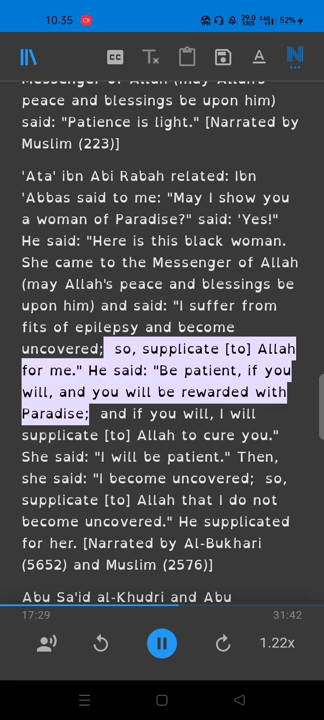 10.35 29.0 KB/S 52%
CC A N
Messenger of Allah (may Allah's
peace and blessings be upon him)
said: "Patience is light." [Narrated by
Muslim (223)]
'Ata' ibn Abi Rabah related: Ibn
'Abbas said to me: "May I show you
a woman of Paradise?" said: 'Yes!"
He said: "Here is this black woman.
She came to the Messenger of Allah
(may Allah's peace and blessings be
upon him) and said: "I suffer from
fits of epilepsy and become
uncovered; so, supplicate [to] Allah
for me." He said: "Be patient, if you
will, and you will be rewarded with
Paradise; and if you will, I will
supplicate [to] Allah to cure you."
She said: "I will be patient." Then,
she said: "I become uncovered; so,
supplicate [to] Allah that I do not
become uncovered." He supplicated
for her. [Narrated by Al-Bukhari
(5652) and Muslim (2576)]
Abu Sa'id al-Khudri and Abu
17:29 31:42
1.22x